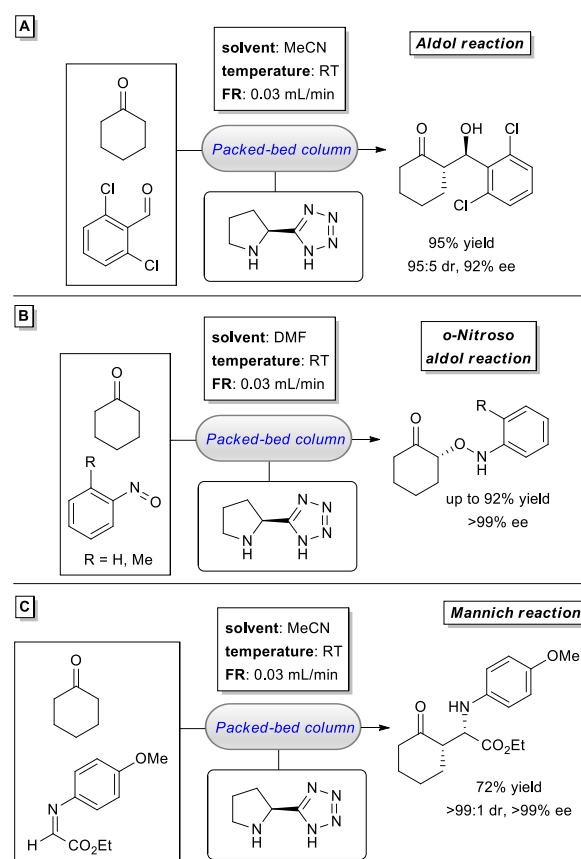 A
solvent: MeCN
temperature: RT
FR: 0.03 mL/min
Aldol reaction
O
Cl
O
Cl
Packed-bed column
N
H
N
N
N
N
H
O
OH
Cl
Cl
95% yield
95:5 dr, 92% ee
B
solvent: DMF
temperature: RT
FR: 0.03 mL/min
o-Nitroso
aldol reaction
O
R
N
O
R = H, Me
Packed-bed column
N
H
N
N
N
N
H
O
R
O
N
H
up to 92% yield
>99% ee
C
solvent: MeCN
temperature: RT
FR: 0.03 mL/min
Mannich reaction
O
OMe
N
H
CO2Et
Packed-bed column
N
H
N
N
N
N
H
OMe
O
HN
CO2Et
72% yield
>99:1 dr, >99% ee